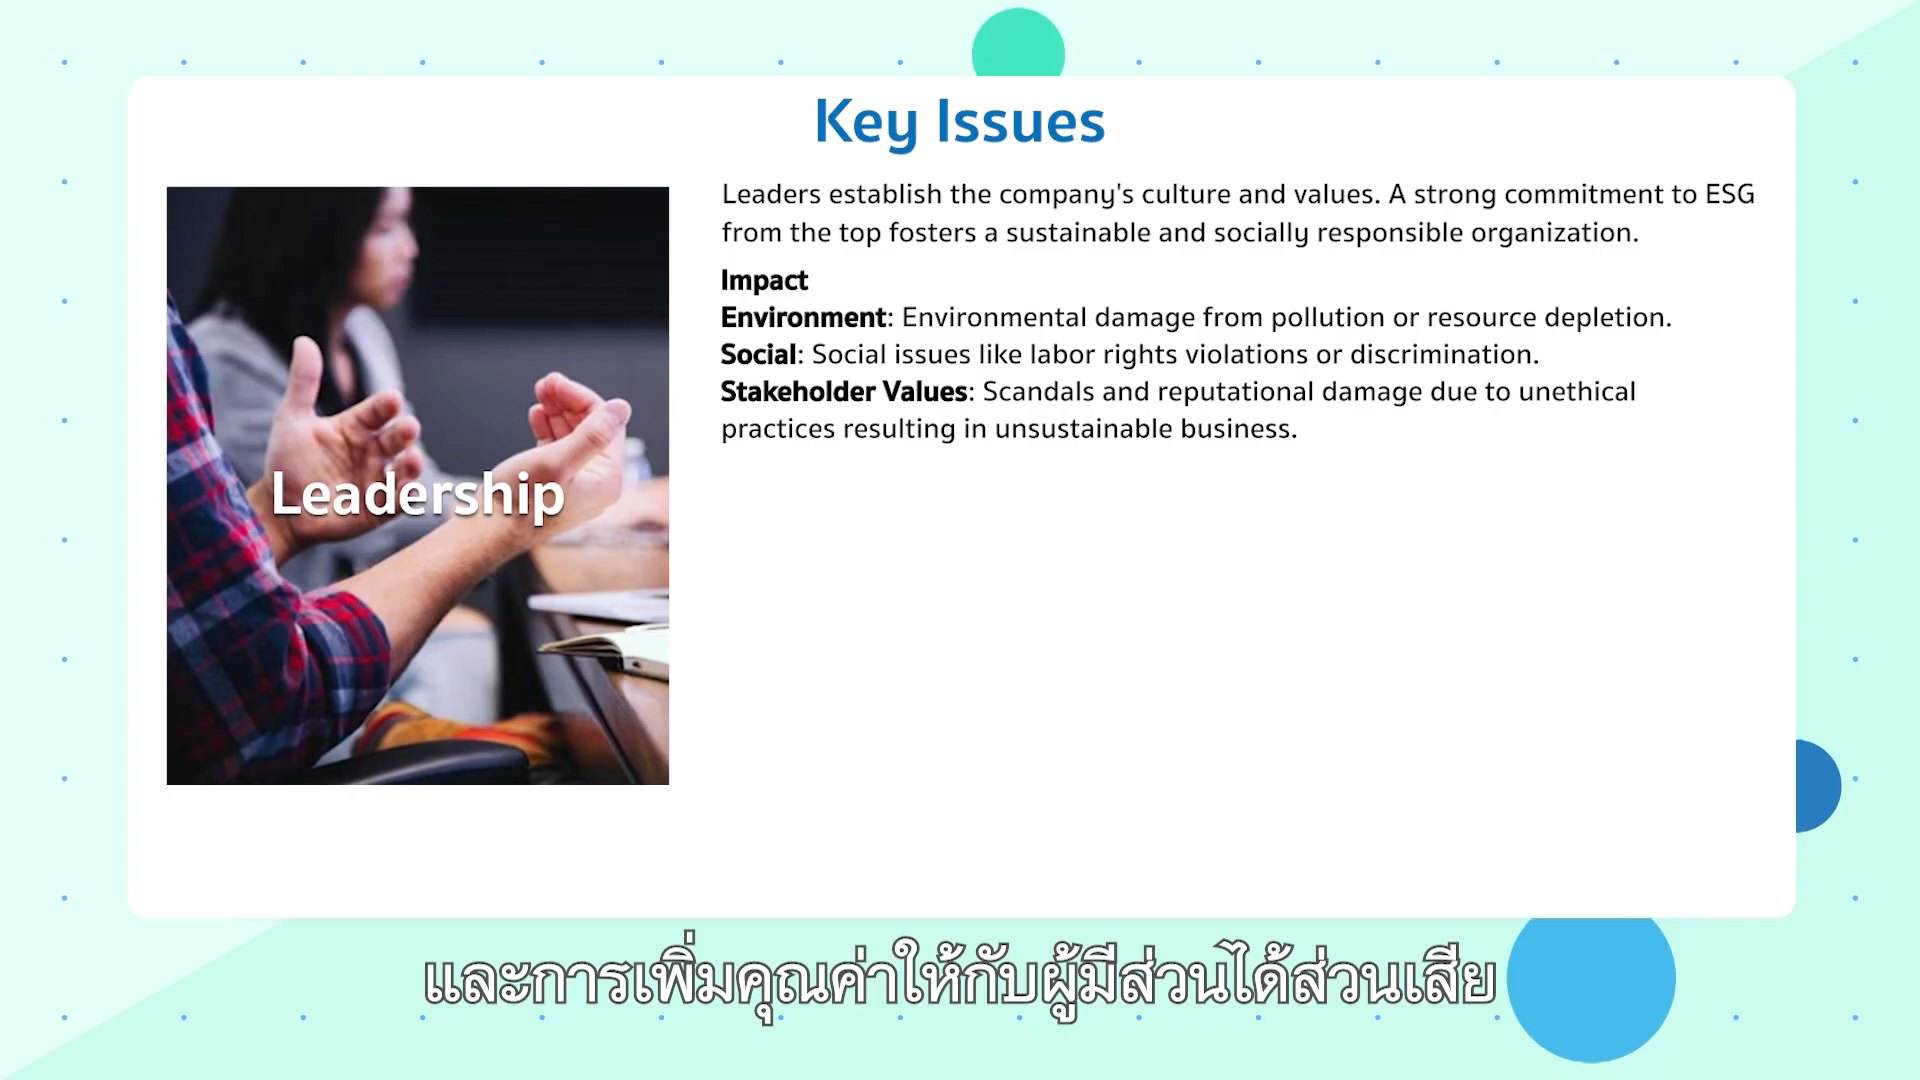 Key Issues
Leadership
Leaders establish the company's culture and values. A strong commitment to ESG
from the top fosters a sustainable and socially responsible organization.
Impact
Environment: Environmental damage from pollution or resource depletion.
Social: Social issues like labor rights violations or discrimination.
Stakeholder Values: Scandals and reputational damage due to unethical
practices resulting in unsustainable business.
และการเพิ่มคุณค่าให้กับผู้มีส่วนได้ส่วนเสีย